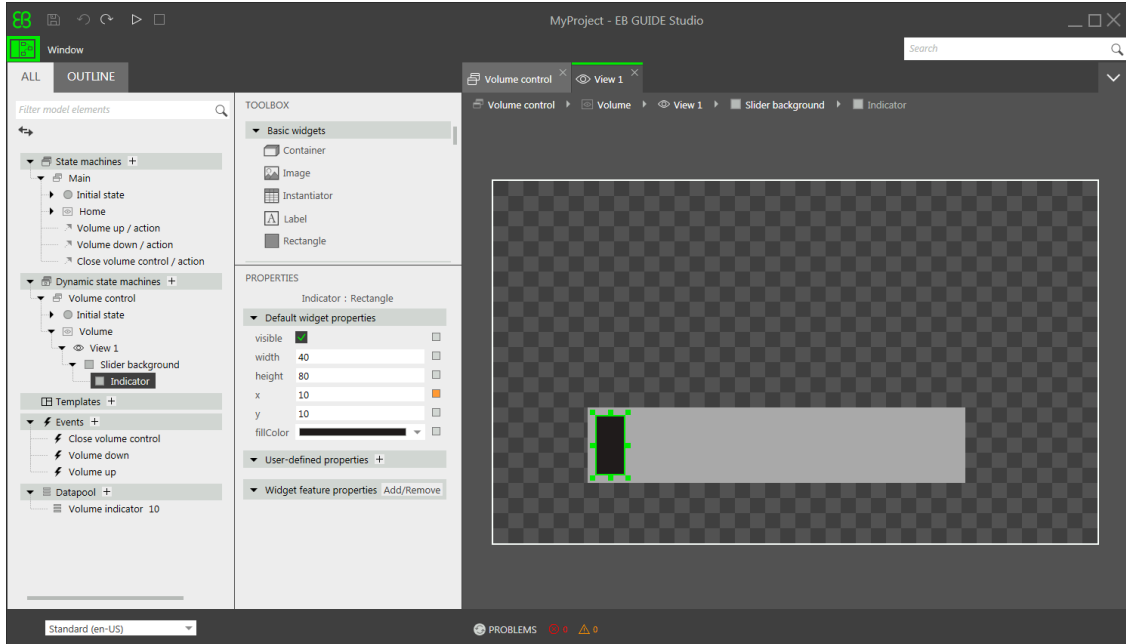 EB
MyProject - EB GUIDE Studio
Window
Search
ALL OUTLINE
Filter model elements
State machines +
Main
Initial state
Home
Volume up / action
Volume down / action
Close volume control / action
Dynamic state machines +
Volume control
Initial state
Volume
View 1
Slider background
Indicator
Templates +
Events +
Close volume control
Volume down
Volume up
Datapool +
Volume indicator 10
TOOLBOX
Basic widgets
Container
Image
Instantiator
A Label
Rectangle
PROPERTIES
Indicator : Rectangle
Default widget properties
visible
width 40
height 80
x 10
y 10
fillColor
User-defined properties +
Widget feature properties Add/Remove
Volume control View 1
Volume control Volume View 1 Slider background Indicator
Standard (en-US)
PROBLEMS 0 0